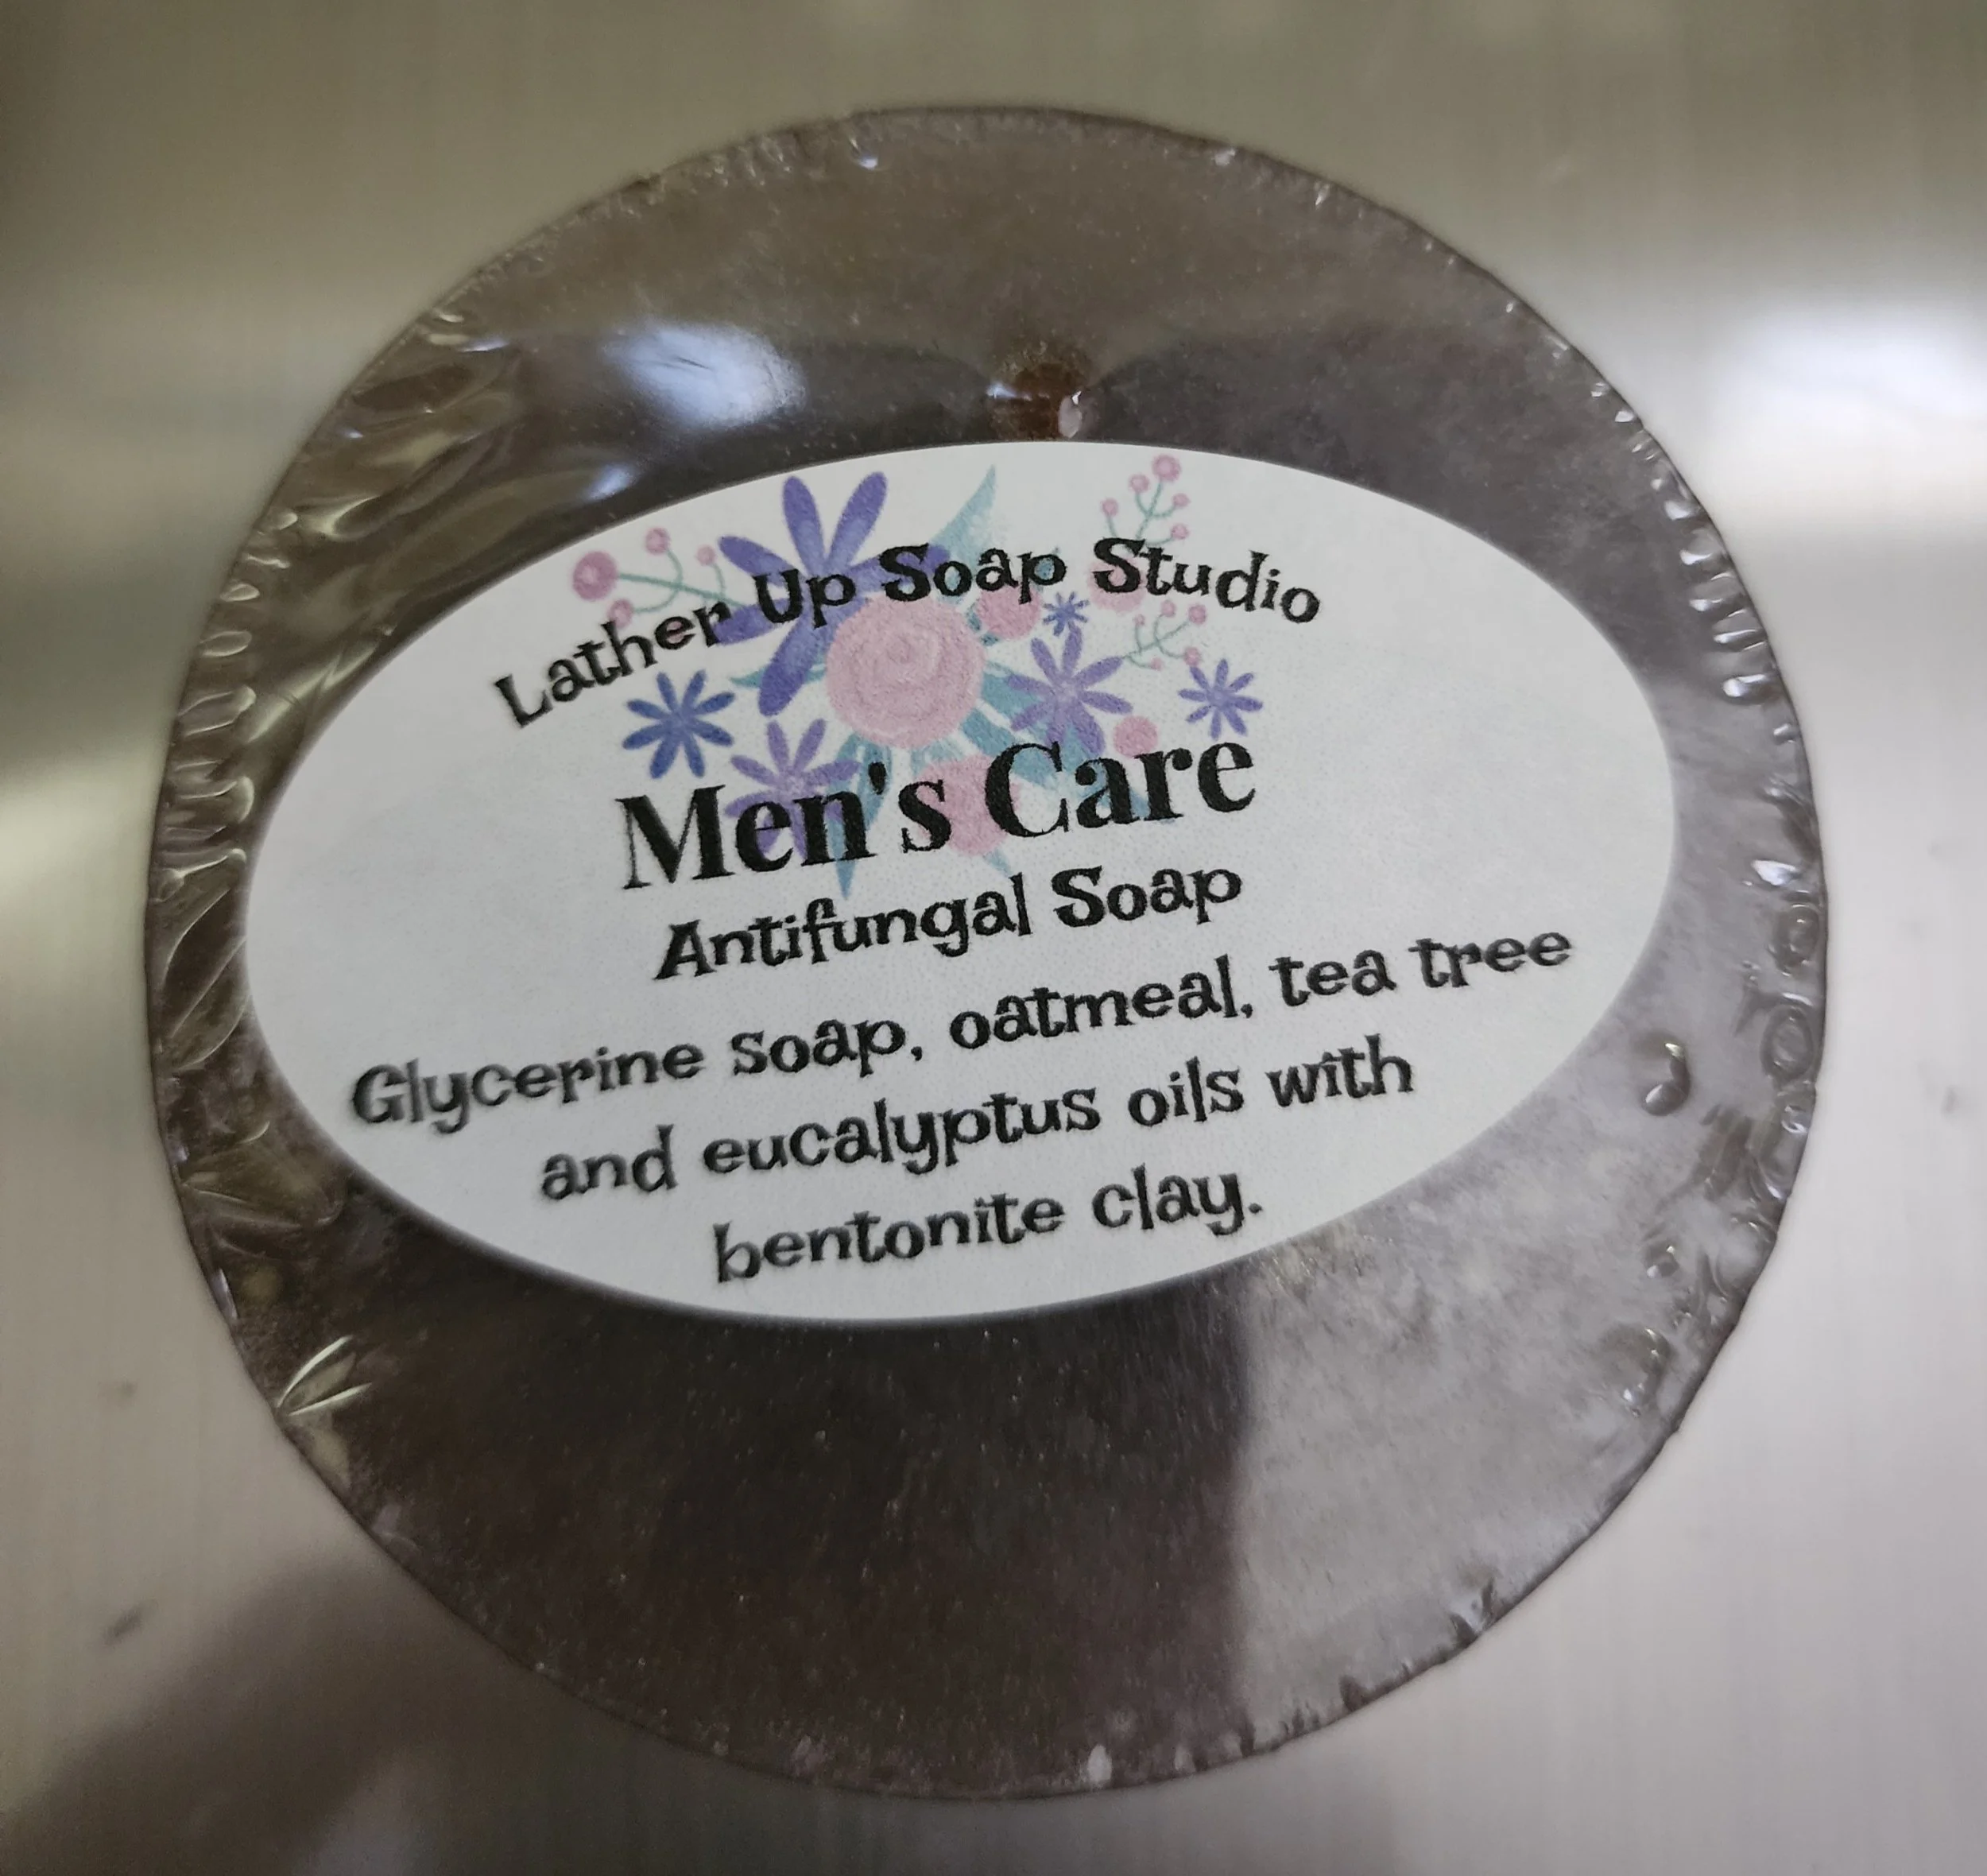 Lather Up Soap Studio
Men's Care
Antifungal Soap
Glycerine soap, oatmeal, tea tree
and eucalyptus oils with
bentonite clay.